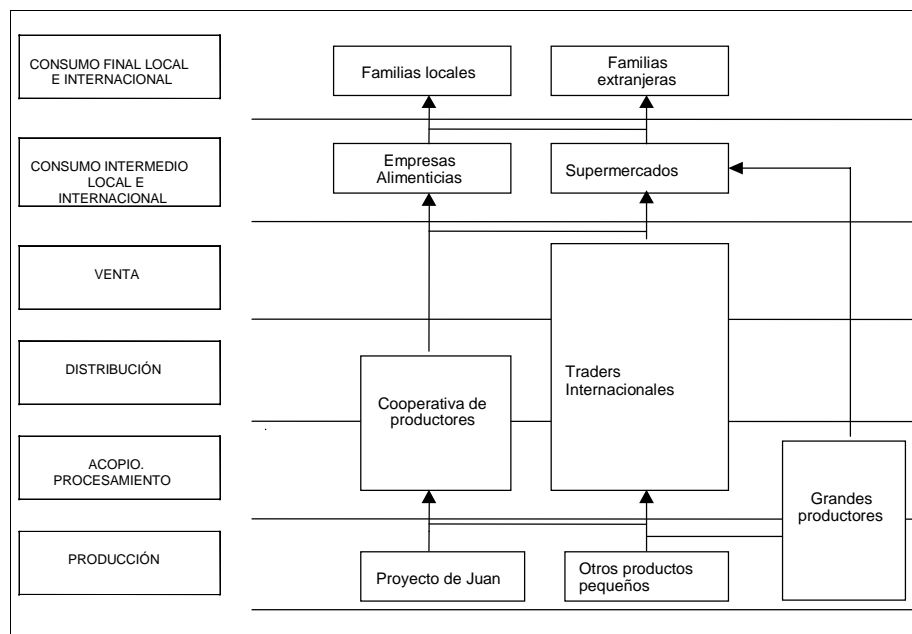 CONSUMO FINAL LOCAL
E INTERNACIONAL
Familias locales
Familias
extranjeras
CONSUMO INTERMEDIO
LOCAL E
INTERNACIONAL
Empresas
Alimenticias
Supermercados
VENTA
DISTRIBUCIÓN
Traders
Internacionales
Cooperativa de
productores
ACOPIO.
PROCESAMIENTO
Grandes
productores
PRODUCCIÓN
Proyecto de Juan
Otros productos
pequeños